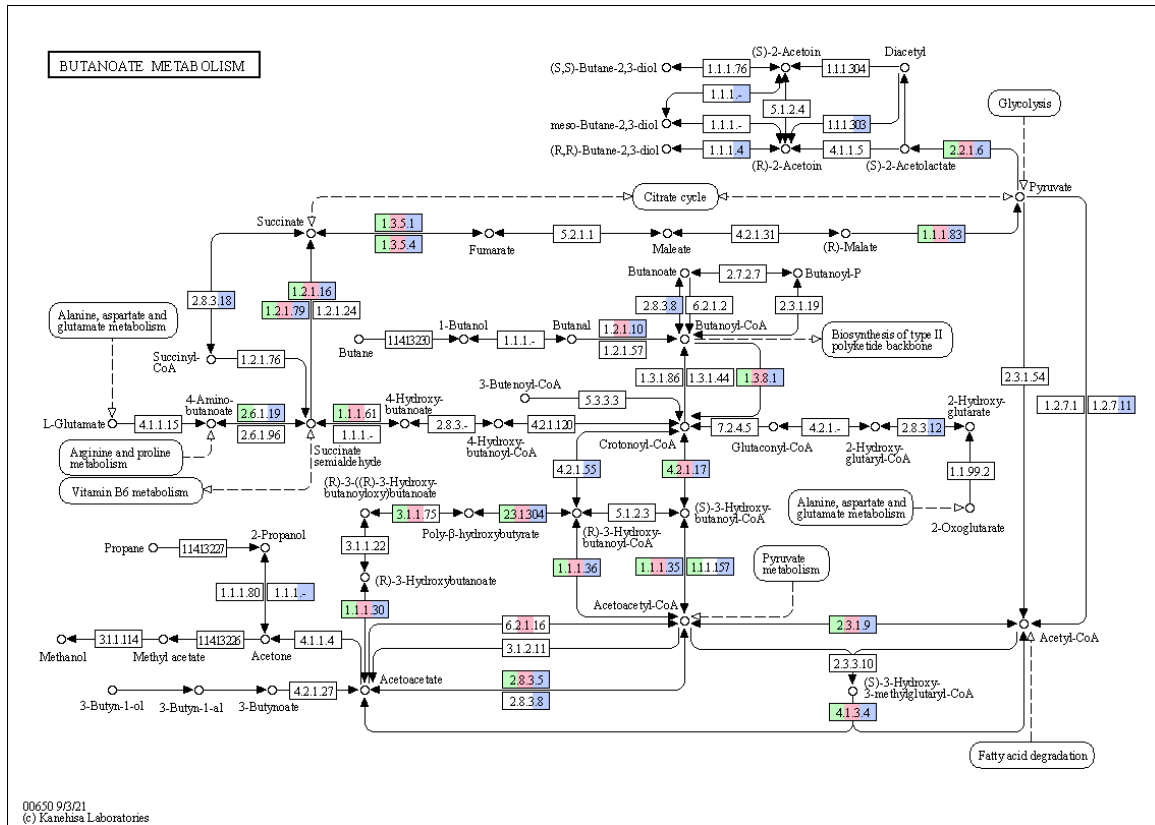 BUTANOATE METABOLISM
(S)-2-Acetoin
Diacetyl
(S,S)-Butane-2,3-diol
1.1.1.76
1.1.1.304
1.1.1.-
5.1.2.4
Glycolysis
meso-Butane-2,3-diol
1.1.1.-
1.1.1.303
(R,R)-Butane-2,3-diol
1.1.1.4
4.1.1.5
2.2.1.6
(R)-2-Acetoin
(S)-2-Acetolactate
Pyruvate
Citrate cycle
Succinate
1.3.5.1
1.3.5.4
Fumarate
5.2.1.1
Maleate
4.2.1.31
(R)-Malate
1.1.1.83
Butanoate
2.7.2.7
Butanoyl-P
2.8.3.18
1.2.1.16
1.2.1.79
1.2.1.24
2.8.3.8
6.2.1.2
2.3.1.19
Alanine, aspartate and
glutamate metabolism
1-Butanol
Butanal
1.2.1.10
Butanoyl-CoA
Butane
11413230
1.1.1.-
1.2.1.57
Biosynthesis of type II
polyketide backbone
Succinyl-
CoA
1.2.1.76
3-Butenoyl-CoA
1.3.1.86
1.3.1.44
1.3.8.1
2.3.1.54
5.3.3.3
4-Amino-
butanoate
4-Hydroxy-
butanoate
2-Hydroxy-
glutarate
1.2.7.1
1.2.7.11
L-Glutamate
4.1.1.15
2.6.1.19
2.6.1.96
1.1.1.61
1.1.1.-
2.8.3.-
4.2.1.120
7.2.4.5
4.2.1.-
2.8.3.12
Succinate
semialdehyde
4-Hydroxy-
butanoyl-CoA
Crotonoyl-CoA
Glutaconyl-CoA
2-Hydroxy-
glutaryl-CoA
Arginine and proline
metabolism
4.2.1.55
4.2.1.17
1.1.99.2
Vitamin B6 metabolism
(R)-3-((R)-3-Hydroxy-
butanoyloxy)butanoate
3.1.1.75
2.3.1.304
5.1.2.3
(S)-3-Hydroxy-
butanoyl-CoA
Alanine, aspartate and
glutamate metabolism
2-Oxoglutarate
Poly-β-hydroxybutyrate
(R)-3-Hydroxy-
butanoyl-CoA
Propane
11413227
2-Propanol
3.1.1.22
1.1.1.36
1.1.1.35
1.1.1.157
Pyruvate
metabolism
(R)-3-Hydroxybutanoate
1.1.1.80
1.1.1.-
1.1.1.30
Acetoacetyl-CoA
6.2.1.16
2.3.1.9
Acetyl-CoA
Methanol
3.1.1.114
Methyl acetate
11413226
Acetone
4.1.1.4
3.1.2.11
2.3.3.10
Acetoacetate
2.8.3.5
2.8.3.8
(S)-3-Hydroxy-
3-methylglutaryl-CoA
3-Butyn-1-ol
3-Butyn-1-al
3-Butynoate
4.2.1.27
4.1.3.4
Fatty acid degradation
00650 9/3/21
(c) Kanehisa Laboratories